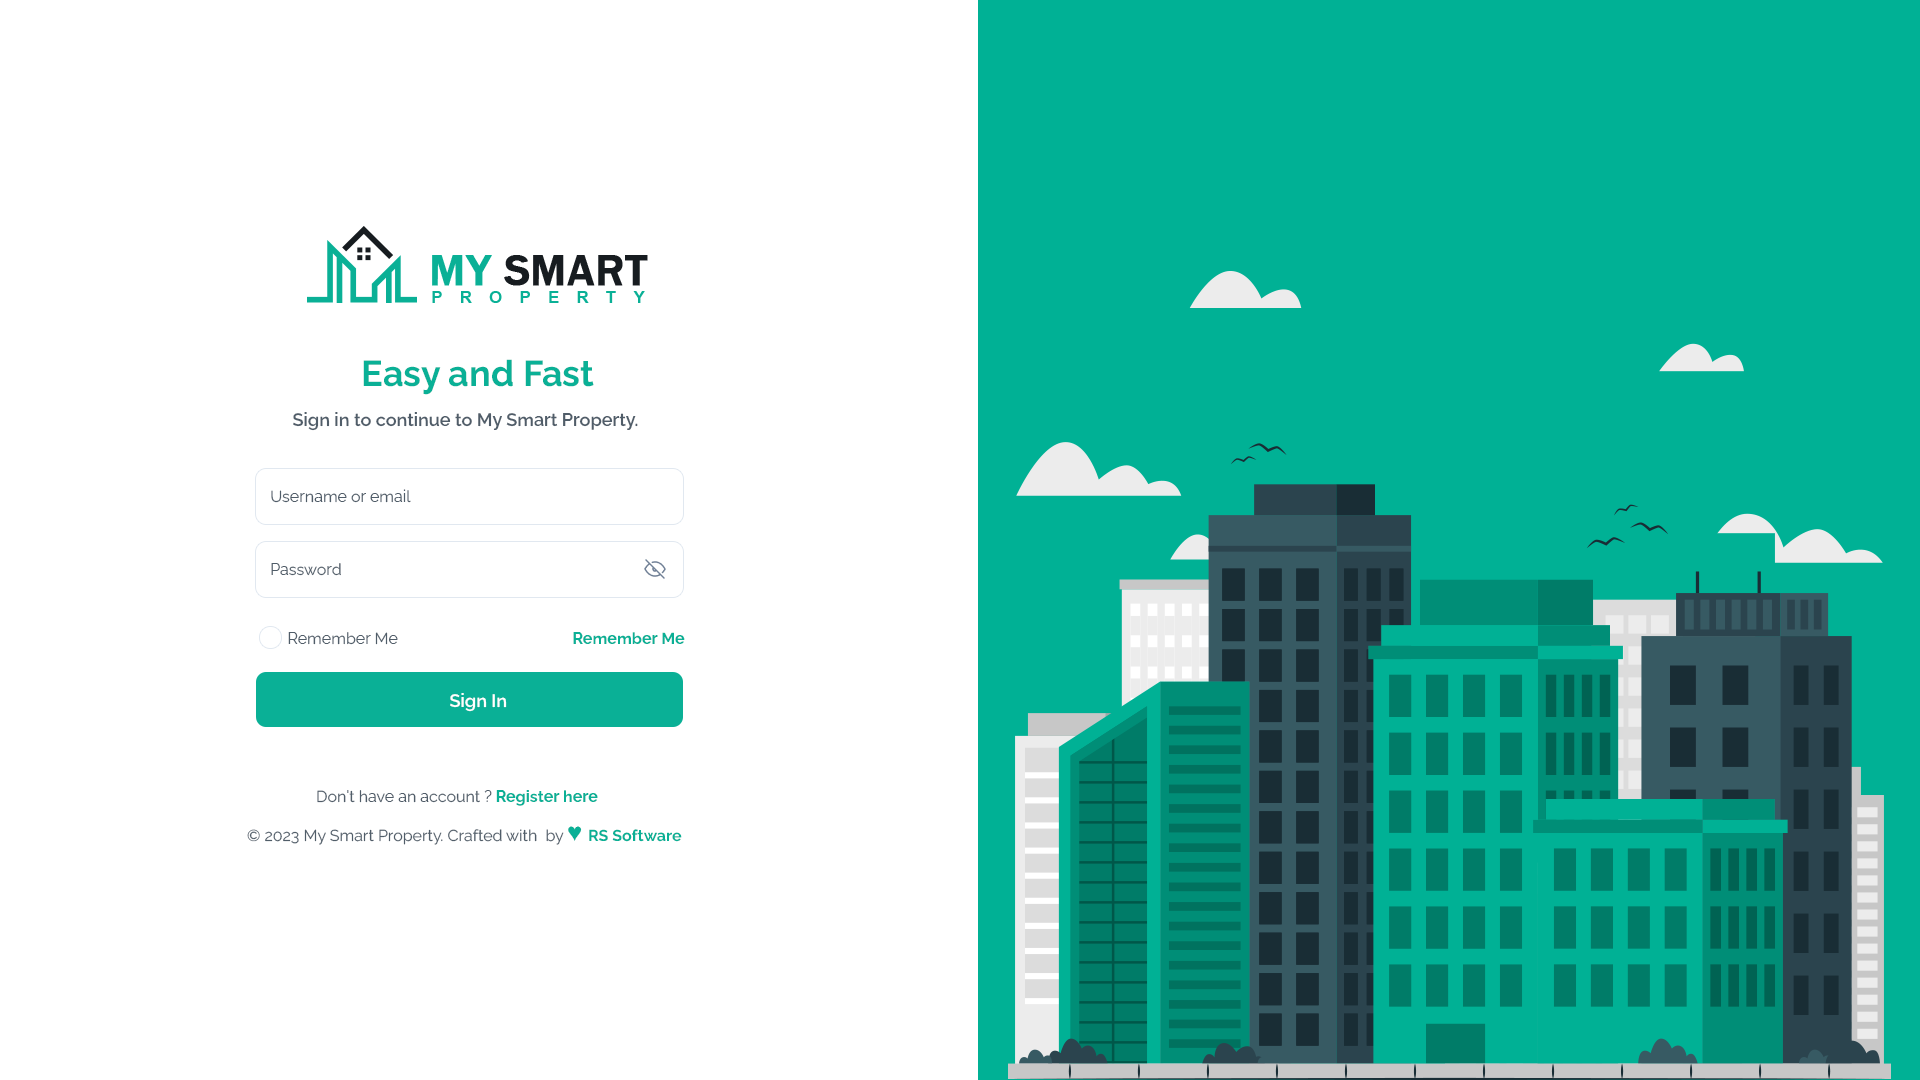 MY SMART
PROPERTY
Easy and Fast
Sign in to continue to My Smart Property.
Username or email
Password
Remember Me Remember Me
Sign In
Don't have an account ? Register here
© 2023 My Smart Property. Crafted with by ♥ RS Software